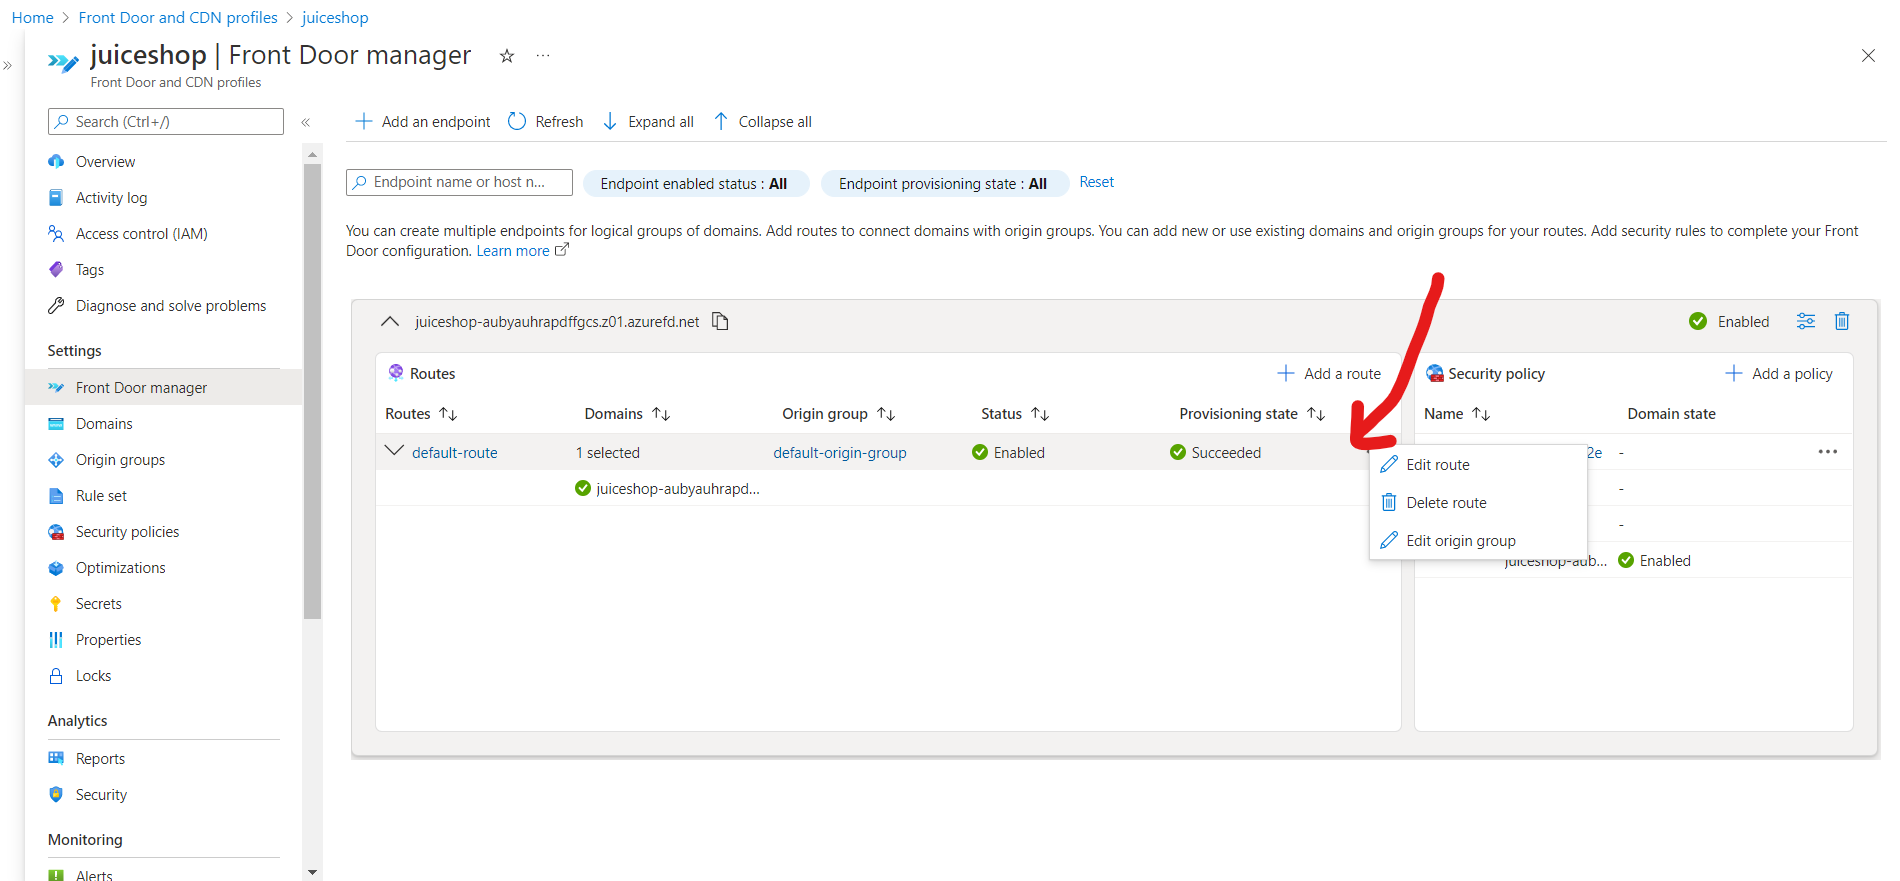 Home > Front Door and CDN profiles > juiceshop
juiceshop | Front Door manager
Front Door and CDN profiles
Search (Ctrl+/)
Overview
Activity log
Access control (IAM)
Tags
Diagnose and solve problems
Settings
Front Door manager
Domains
Origin groups
Rule set
Security policies
Optimizations
Secrets
Properties
Locks
Analytics
Reports
Security
Monitoring
Alerts
Add an endpoint Refresh Expand all Collapse all
Endpoint name or host n... Endpoint enabled status : All Endpoint provisioning state : All Reset
You can create multiple endpoints for logical groups of domains. Add routes to connect domains with origin groups. You can add new or use existing domains and origin groups for your routes. Add security rules to complete your Front
Door configuration. Learn more
juiceshop-aubyauhrapdffgcs.z01.azurefd.net Enabled
Routes Add a route
Routes Domains Origin group Status Provisioning state
default-route 1 selected default-origin-group Enabled Succeeded
juiceshop-aubyauhrapd...
Edit route
Delete route
Edit origin group
Security policy Add a policy
Name Domain state
2e -
-
-
juiceshop-aub... Enabled